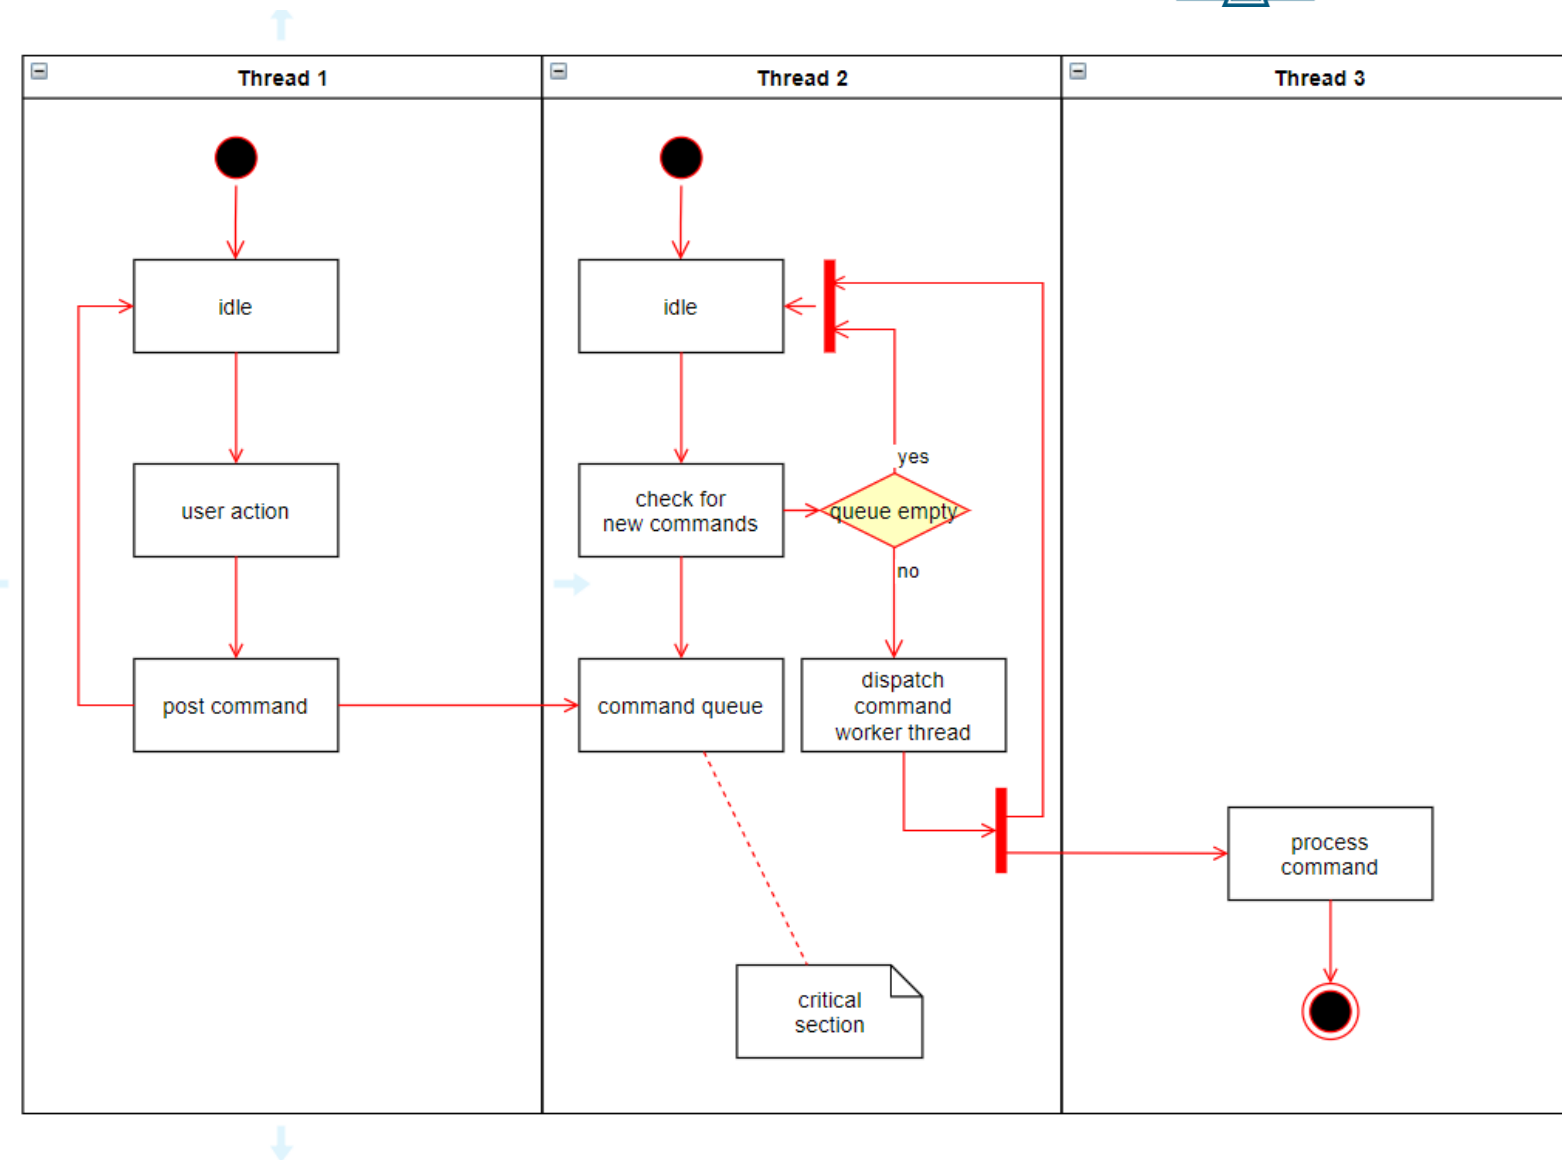 Thread 1
Thread 2
Thread 3
idle
user action
post command
idle
check for
new commands
queue empty
yes
no
command queue
dispatch
command
worker thread
critical
section
process
command